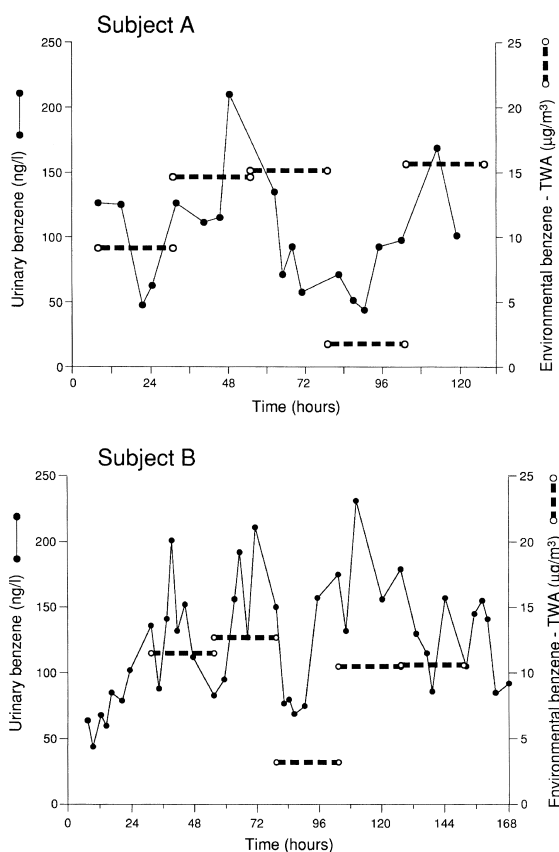 Subject A
Urinary benzene (ng/l)
250
200
150
100
50
0
25
20
15
10
5
0
Environmental benzene - TWA (µg/m³)
0 24 48 72 96 120
Time (hours)
Subject B
Urinary benzene (ng/l)
250
200
150
100
50
0
25
20
15
10
5
0
Environmental benzene - TWA (µg/m³)
0 24 48 72 96 120 144 168
Time (hours)